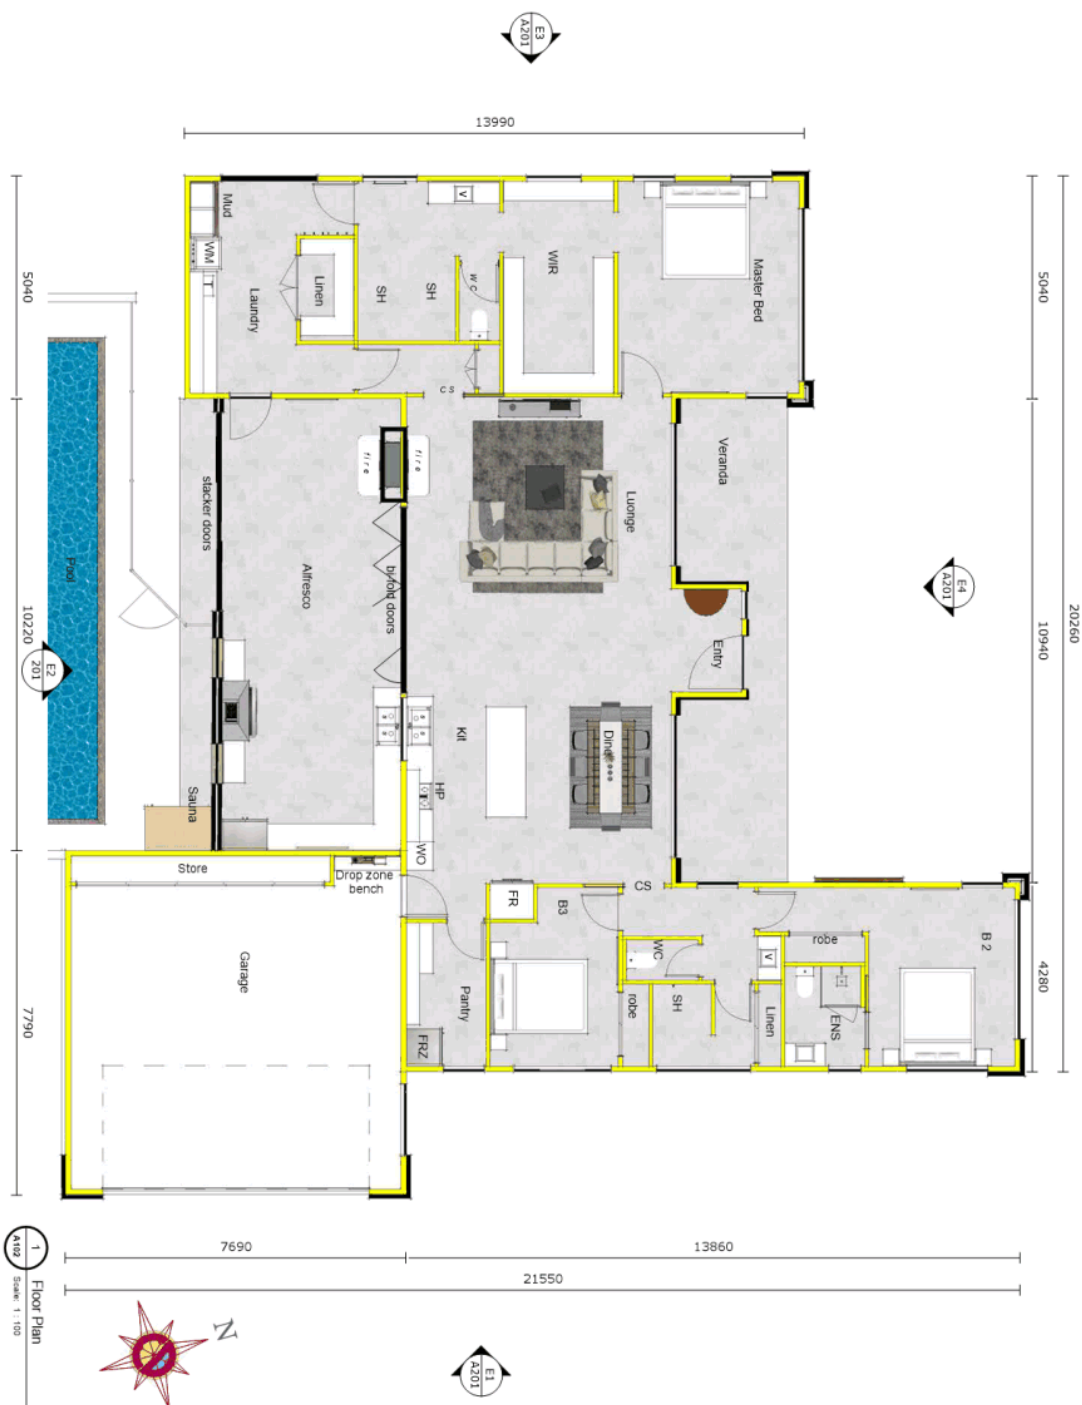 E3
A201
13990
Mud
WM
Linen
Laundry
SH
SH
W C
V
WIR
Master Bed
5040
5040
C S
fire
fire
Veranda
Luonge
stacker doors
Alfresco
bi-fold doors
Pool
E4
A201
20260
10220
10940
E2
201
Entry
Kit
Dine
HP
Sauna
WO
Store
Drop zone
bench
FR
CS
B3
WC
V
robe
B 2
4280
Garage
Pantry
robe
SH
Linen
ENS
FRZ
7790
7690
13860
21550
1
A102
Floor Plan
Scale: 1 : 100
N
E1
A201